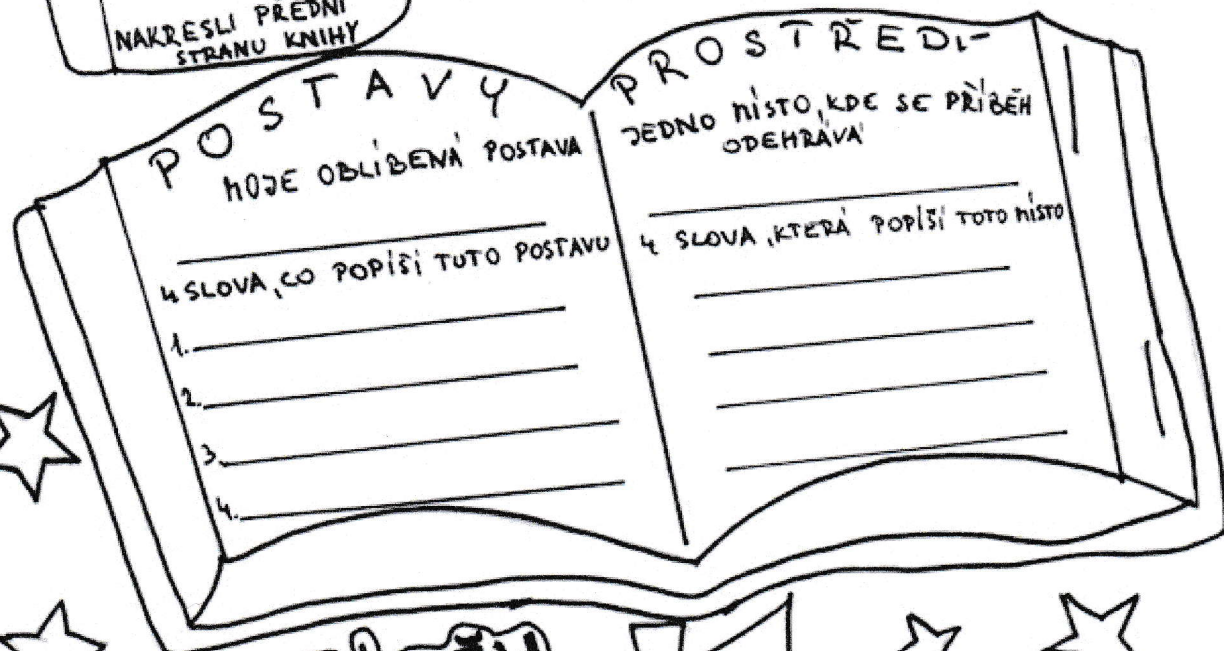 NAKRESLI PŘEDNÍ
STRANU KNIHY
POSTAVY
MOJE OBLÍBENÁ POSTAVA
4 SLOVA, CO POPÍŠÍ TUTO POSTAVU
1.
2.
3.
4.
PROSTŘEDÍ
JEDNO MÍSTO, KDE SE PŘÍBĚH
ODEHRÁVÁ
4 SLOVA, KTERÁ POPÍŠÍ TOTO MÍSTO